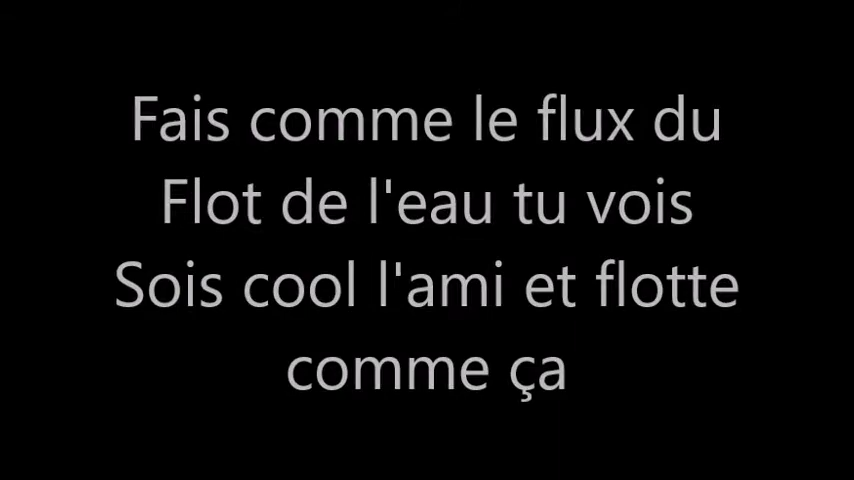 Fais comme le flux du
Flot de l'eau tu vois
Sois cool l'ami et flotte
comme ça